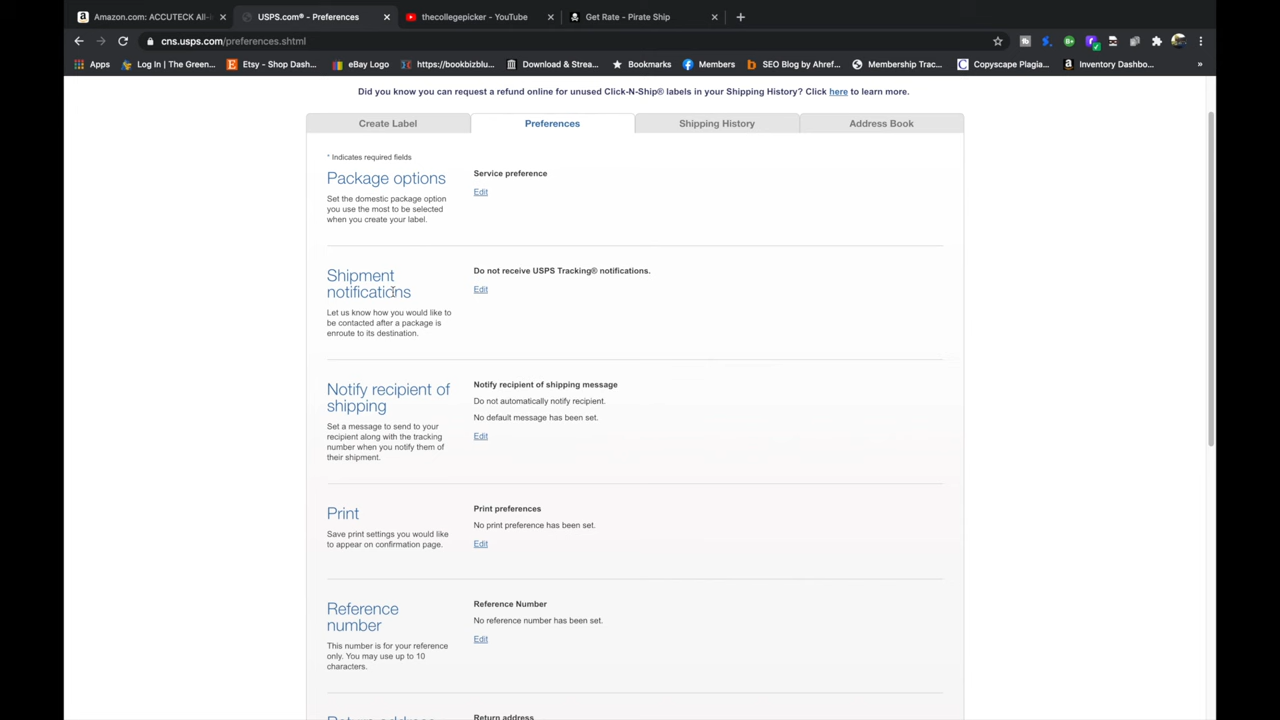 Amazon.com: ACCUTECK All-i
USPS.com® - Preferences
thecollegepicker - YouTube
Get Rate - Pirate Ship
cns.usps.com/preferences.shtml
Apps
Log In | The Green...
Etsy - Shop Dash...
eBay Logo
https://bookbizblu...
Download & Strea...
Bookmarks
Members
SEO Blog by Ahref...
Membership Trac...
Copyscape Plagia...
Inventory Dashbo...
»
Did you know you can request a refund online for unused Click-N-Ship® labels in your Shipping History? Click here to learn more.
Create Label
Preferences
Shipping History
Address Book
* Indicates required fields
Package options
Set the domestic package option
you use the most to be selected
when you create your label.
Service preference
Edit
Shipment
notifications
Let us know how you would like to
be contacted after a package is
enroute to its destination.
Do not receive USPS Tracking® notifications.
Edit
Notify recipient of
shipping
Set a message to send to your
recipient along with the tracking
number when you notify them of
their shipment.
Notify recipient of shipping message
Do not automatically notify recipient.
No default message has been set.
Edit
Print
Save print settings you would like
to appear on confirmation page.
Print preferences
No print preference has been set.
Edit
Reference
number
This number is for your reference
only. You may use up to 10
characters.
Reference Number
No reference number has been set.
Edit
Return address
Return address